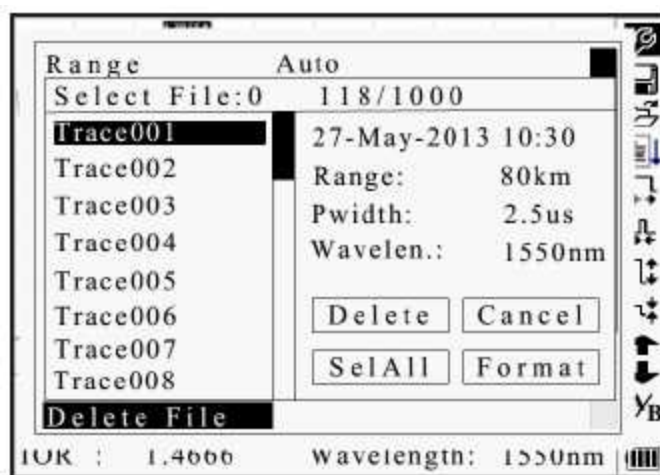 Range Auto
Select File:0 118/1000
Trace001
Trace002
Trace003
Trace004
Trace005
Trace006
Trace007
Trace008
27-May-2013 10:30
Range: 80km
Pwidth: 2.5us
Wavelen.: 1550nm
Delete Cancel
SelAll Format
Delete File
IOR : 1.4666 Wavelength: 1550nm
Y/B